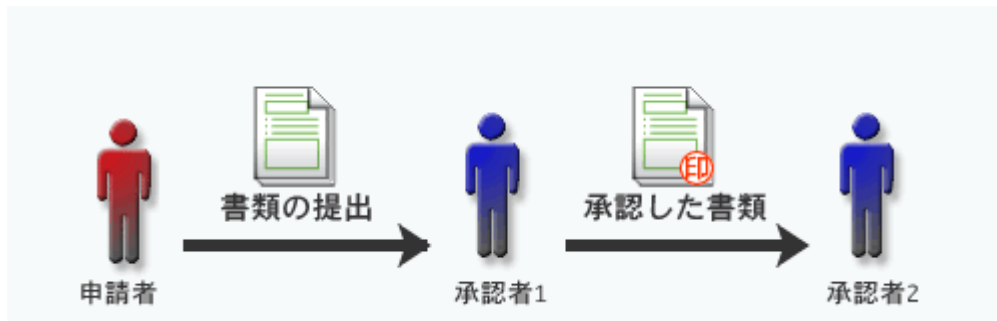 印
書類の提出
承認した書類
申請者
承認者1
承認者2